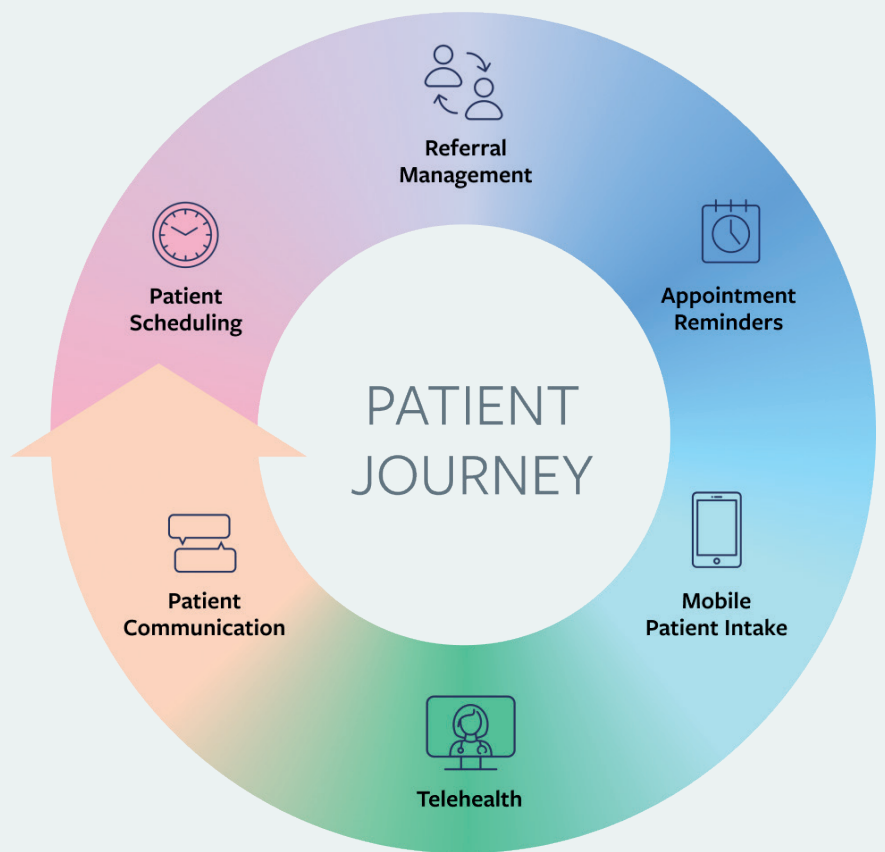 Referral
Management
Patient
Scheduling
Appointment
Reminders
PATIENT
JOURNEY
Patient
Communication
Mobile
Patient Intake
Telehealth